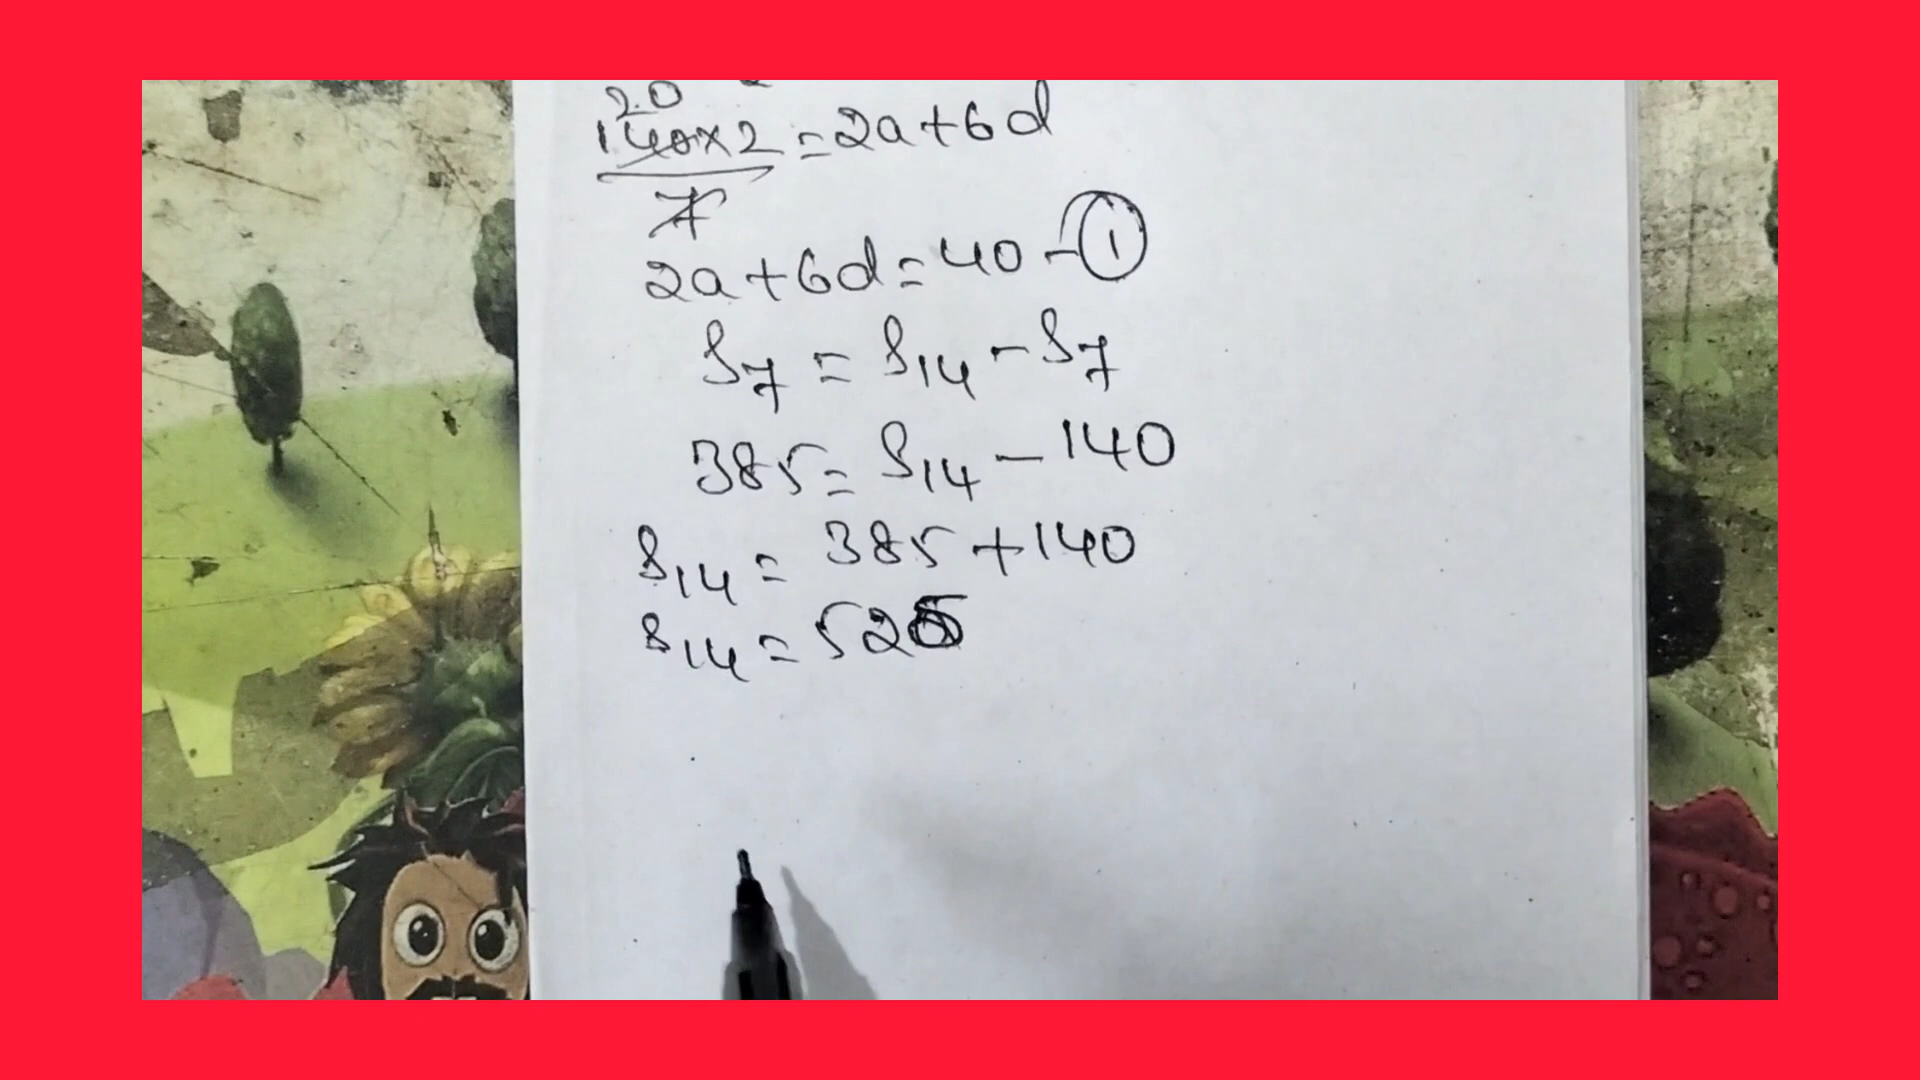 20
140×2 = 2a+6d
7
2a+6d=40-①
S7 = S14 - S7
385 = S14 - 140
S14 = 385 + 140
S14 = 525